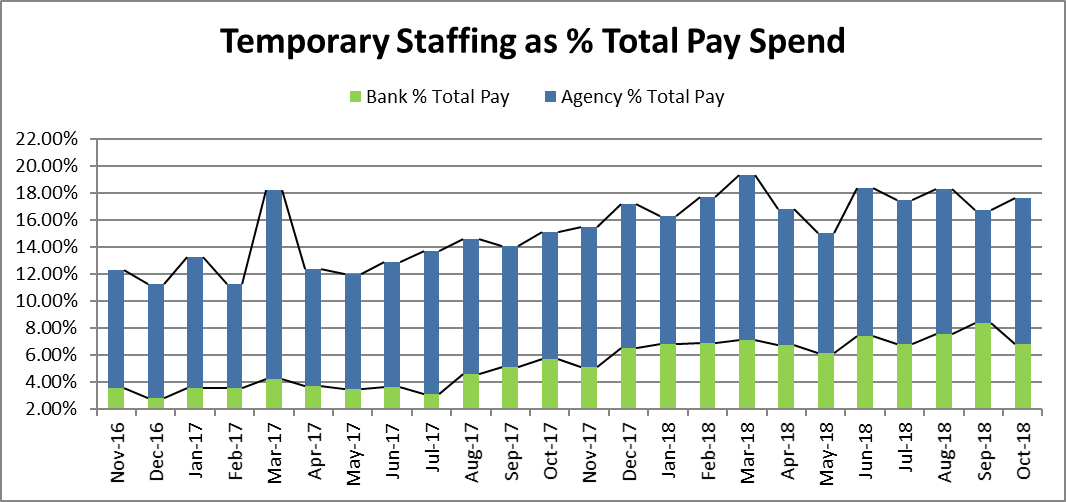 Temporary Staffing as % Total Pay Spend
Bank % Total Pay
Agency % Total Pay
22.00%
20.00%
18.00%
16.00%
14.00%
12.00%
10.00%
8.00%
6.00%
4.00%
2.00%
Nov-16
Dec-16
Jan-17
Feb-17
Mar-17
Apr-17
May-17
Jun-17
Jul-17
Aug-17
Sep-17
Oct-17
Nov-17
Dec-17
Jan-18
Feb-18
Mar-18
Apr-18
May-18
Jun-18
Jul-18
Aug-18
Sep-18
Oct-18